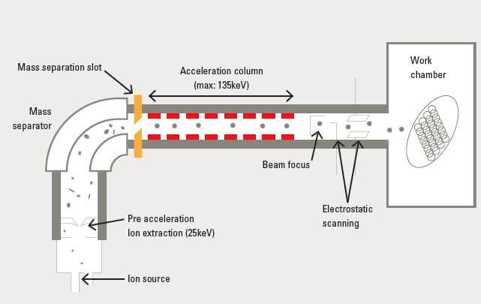 Mass separation slot
Acceleration column
(max: 135keV)
Work
chamber
Mass
separator
Beam focus
Electrostatic
scanning
Pre acceleration
Ion extraction (25keV)
Ion source